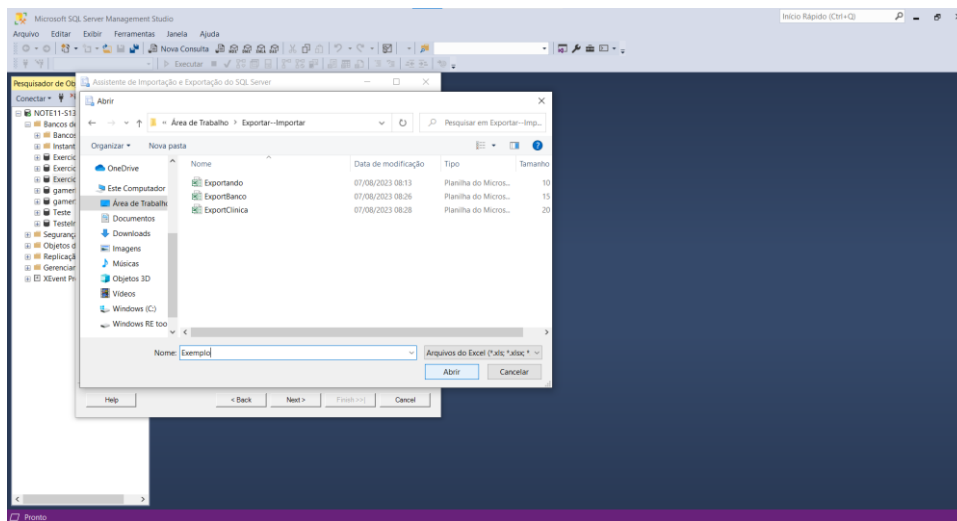 Microsoft SQL Server Management Studio
Início Rápido (Ctrl+Q)
Arquivo Editar Exibir Ferramentas Janela Ajuda
Nova Consulta
Executar
Pesquisador de Ob
Assistente de Importação e Exportação do SQL Server
Conectar
Abrir
NOTE11-S13
Bancos de
Bancos
Instant
Exercic
Exercic
Exercic
gamer
gamer
Teste
TesteIr
Seguranç
Objetos d
Replicaçã
Gerenciar
XEvent Pr
« Área de Trabalho > Exportar--Importar
Pesquisar em Exportar--Imp...
Organizar Nova pasta
OneDrive
Este Computador
Área de Trabalho
Documentos
Downloads
Imagens
Músicas
Objetos 3D
Vídeos
Windows (C:)
Windows RE too
Nome Data de modificação Tipo Tamanho
Exportando 07/08/2023 08:13 Planilha do Micros... 10
ExportBanco 07/08/2023 08:26 Planilha do Micros... 15
ExportClinica 07/08/2023 08:28 Planilha do Micros... 20
Nome: Exemplo
Arquivos do Excel (*.xls; *.xlsx; *
Abrir Cancelar
Help < Back Next > Finish >>| Cancel
Pronto